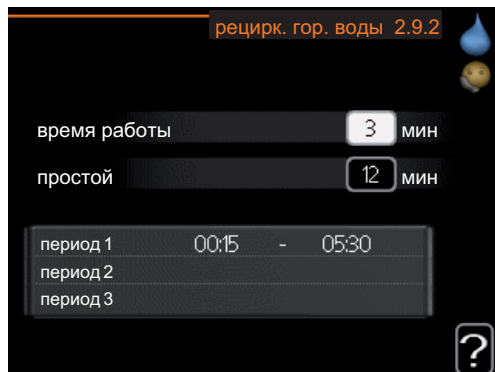 рецирк. гор. воды 2.9.2
время работы 3 мин
простой 12 мин
период 1 00:15 - 05:30
период 2
период 3
?